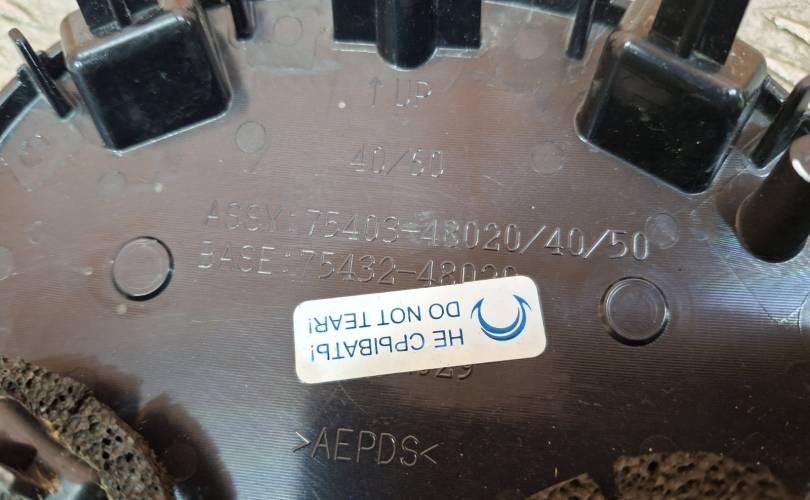 ↑UP
40/50
ASSY:75403-48020/40/50
BASE:75432-48020
НЕ СРЫВАТЬ!
DO NOT TEAR!
>AEPDS<